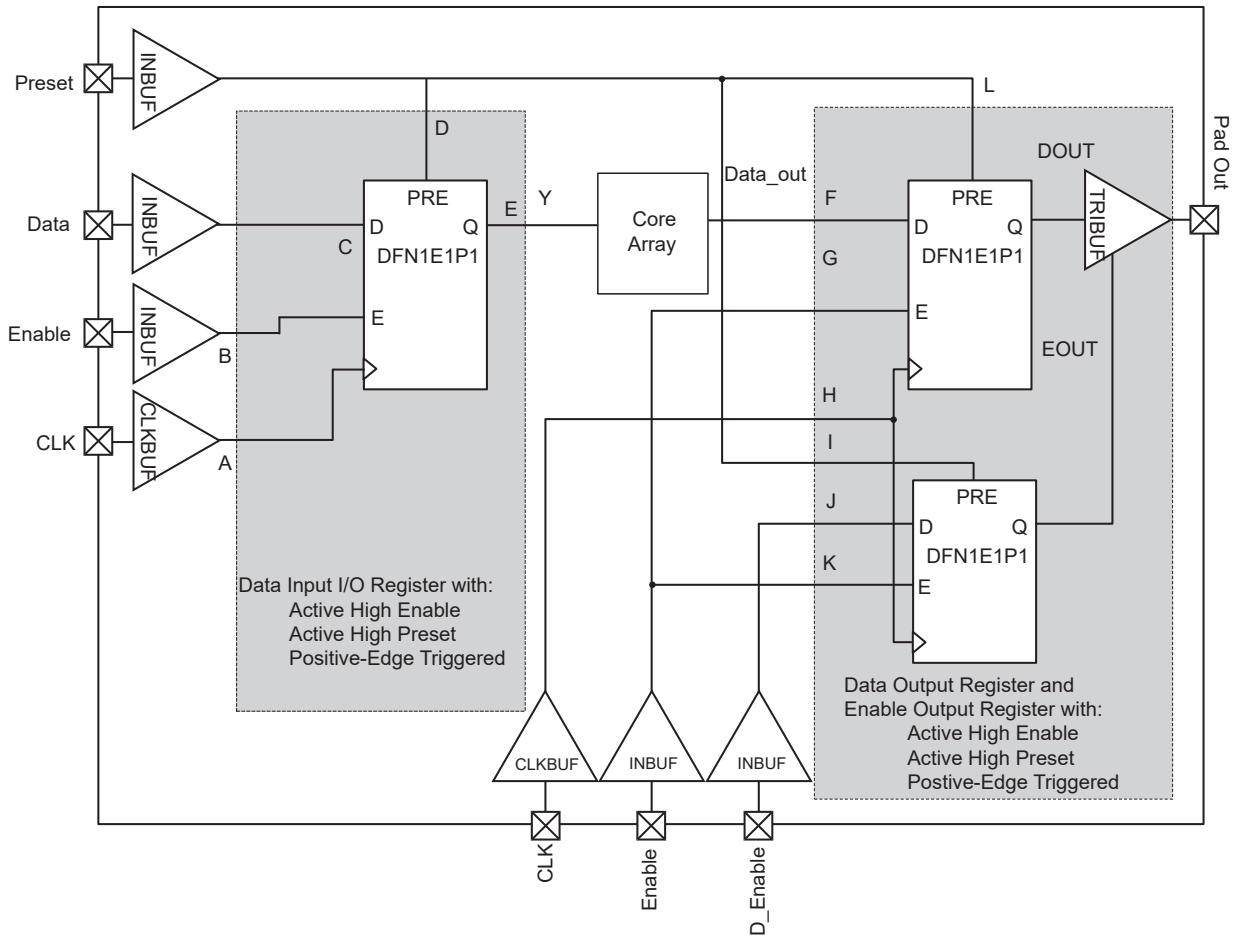 Preset
INBUF
D
L
Pad Out
Data
INBUF
C
PRE
D
Q
DFN1E1P1
E
E
Y
Core
Array
Data_out
F
G
PRE
D
Q
DFN1E1P1
E
DOUT
TRIBUF
EOUT
Enable
INBUF
B
CLK
CLKBUF
A
H
I
J
K
PRE
D
Q
DFN1E1P1
E
Data Input I/O Register with:
Active High Enable
Active High Preset
Positive-Edge Triggered
Data Output Register and
Enable Output Register with:
Active High Enable
Active High Preset
Postive-Edge Triggered
CLKBUF
INBUF
INBUF
CLK
Enable
D_Enable